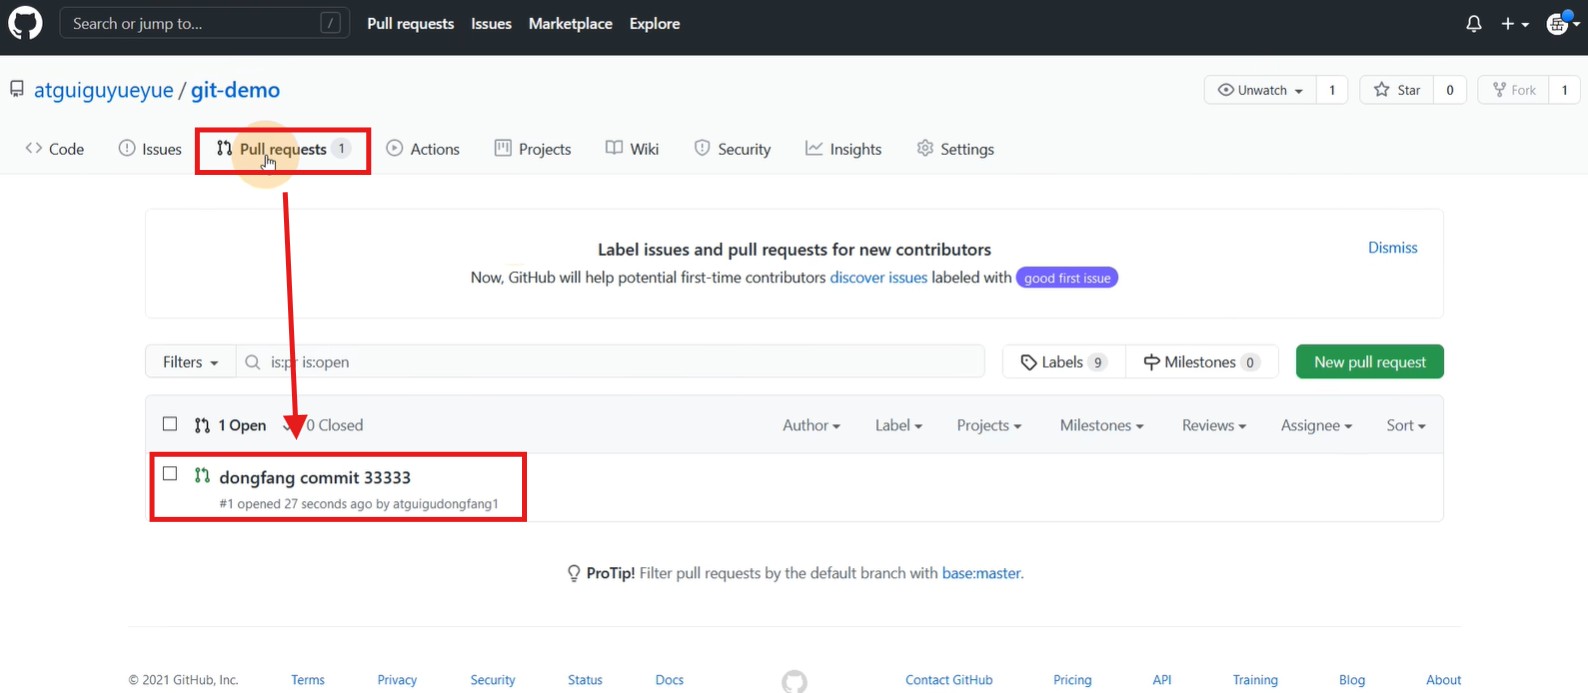 Search or jump to... /
Pull requests Issues Marketplace Explore
岳
atguiguyueyue / git-demo
Unwatch 1 Star 0 Fork 1
Code Issues Pull requests 1 Actions Projects Wiki Security Insights Settings
Label issues and pull requests for new contributors
Dismiss
Now, GitHub will help potential first-time contributors discover issues labeled with good first issue
Filters is:pr is:open Labels 9 Milestones 0 New pull request
1 Open 0 Closed Author Label Projects Milestones Reviews Assignee Sort
dongfang commit 33333
#1 opened 27 seconds ago by atguigudongfang1
ProTip! Filter pull requests by the default branch with base:master.
© 2021 GitHub, Inc. Terms Privacy Security Status Docs Contact GitHub Pricing API Training Blog About